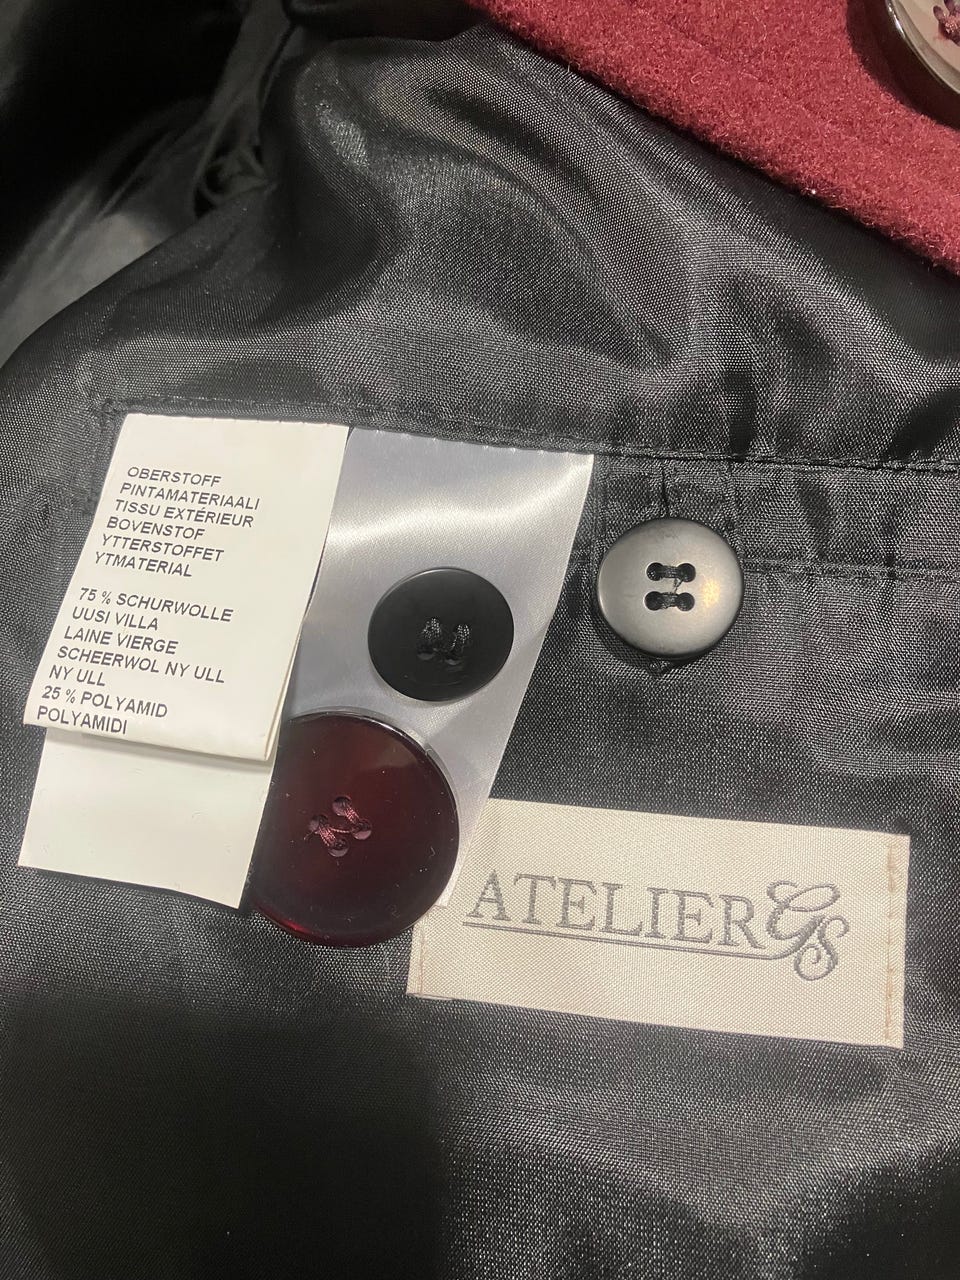 OBERSTOFF
PINTAMATERIAALI
TISSU EXTÉRIEUR
BOVENSTOF
YTTERSTOFFET
YTMATERIAL
75 % SCHURWOLLE
UUSI VILLA
LAINE VIERGE
SCHEERWOL NY ULL
NY ULL
25 % POLYAMID
POLYAMIDI
ATELIER GS